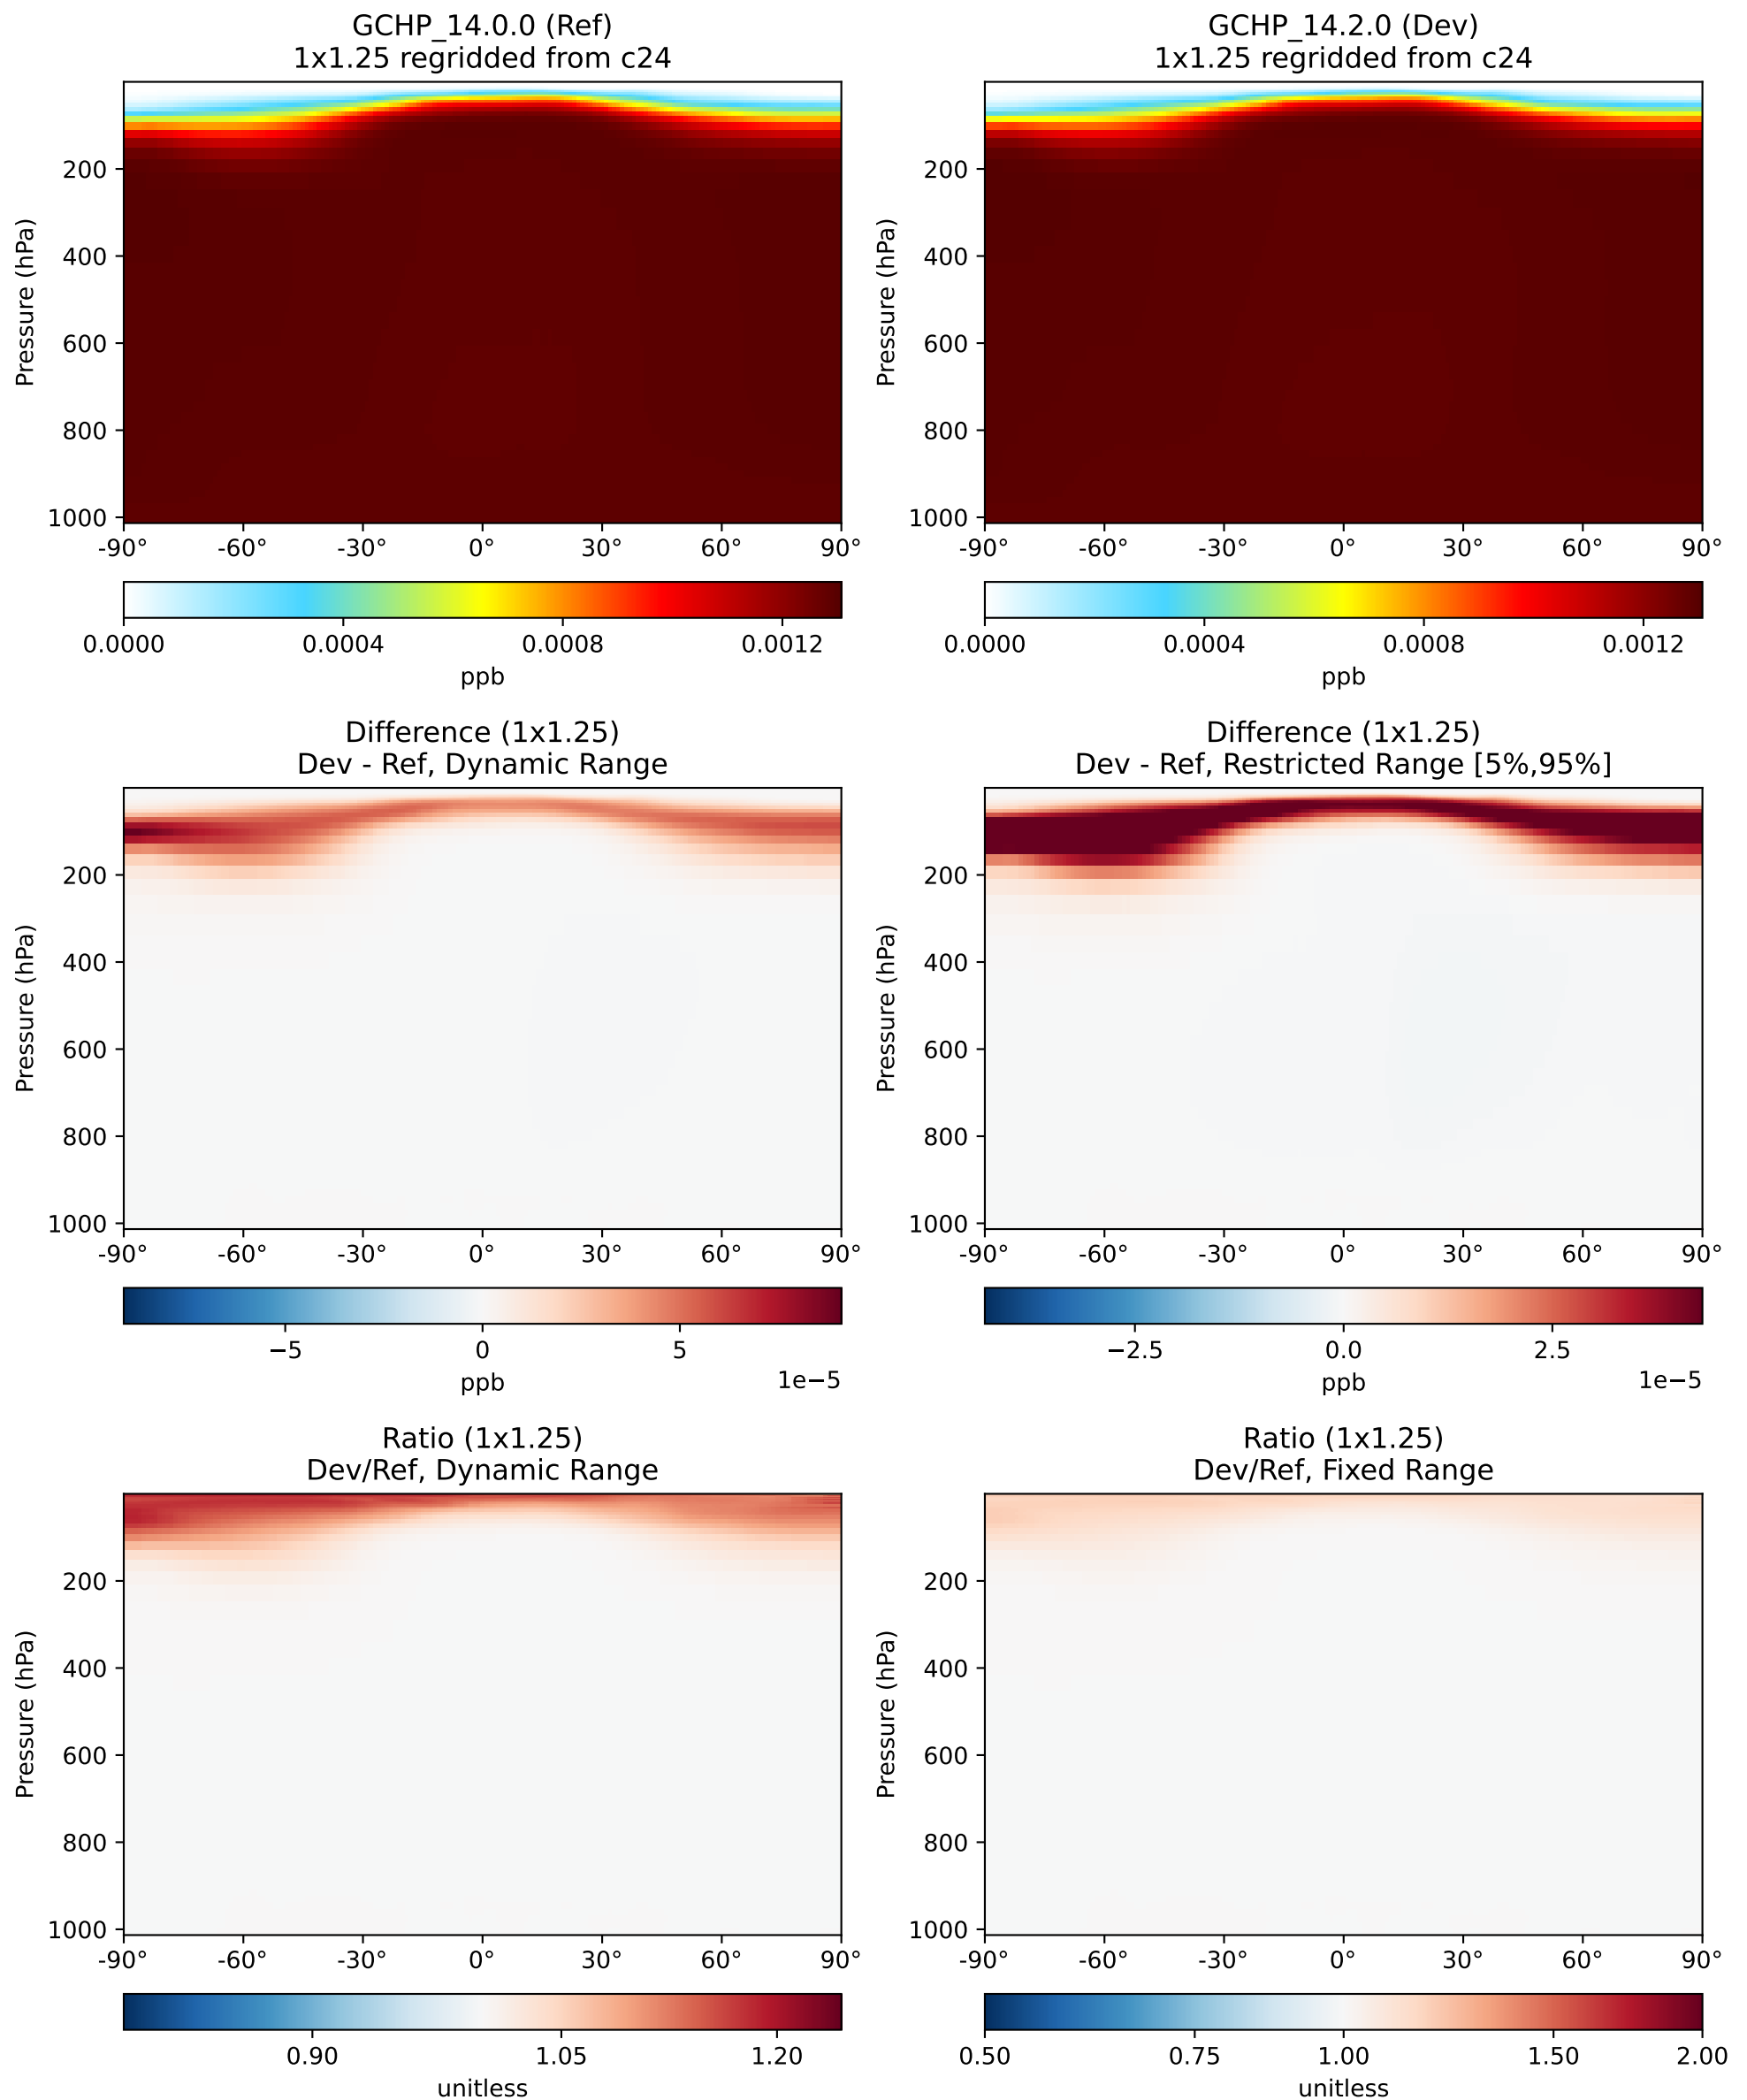 GCHP_14.0.0 (Ref)
1x1.25 regridded from c24
200
400
600
800
1000
Pressure (hPa)
-90° -60° -30° 0° 30° 60° 90°
0.0000 0.0004 0.0008 0.0012
ppb
GCHP_14.2.0 (Dev)
1x1.25 regridded from c24
200
400
600
800
1000
Pressure (hPa)
-90° -60° -30° 0° 30° 60° 90°
0.0000 0.0004 0.0008 0.0012
ppb
Difference (1x1.25)
Dev - Ref, Dynamic Range
200
400
600
800
1000
Pressure (hPa)
-90° -60° -30° 0° 30° 60° 90°
−5 0 5
1e−5
ppb
Difference (1x1.25)
Dev - Ref, Restricted Range [5%,95%]
200
400
600
800
1000
Pressure (hPa)
-90° -60° -30° 0° 30° 60° 90°
−2.5 0.0 2.5
1e−5
ppb
Ratio (1x1.25)
Dev/Ref, Dynamic Range
200
400
600
800
1000
Pressure (hPa)
-90° -60° -30° 0° 30° 60° 90°
0.90 1.05 1.20
unitless
Ratio (1x1.25)
Dev/Ref, Fixed Range
200
400
600
800
1000
Pressure (hPa)
-90° -60° -30° 0° 30° 60° 90°
0.50 0.75 1.00 1.50 2.00
unitless